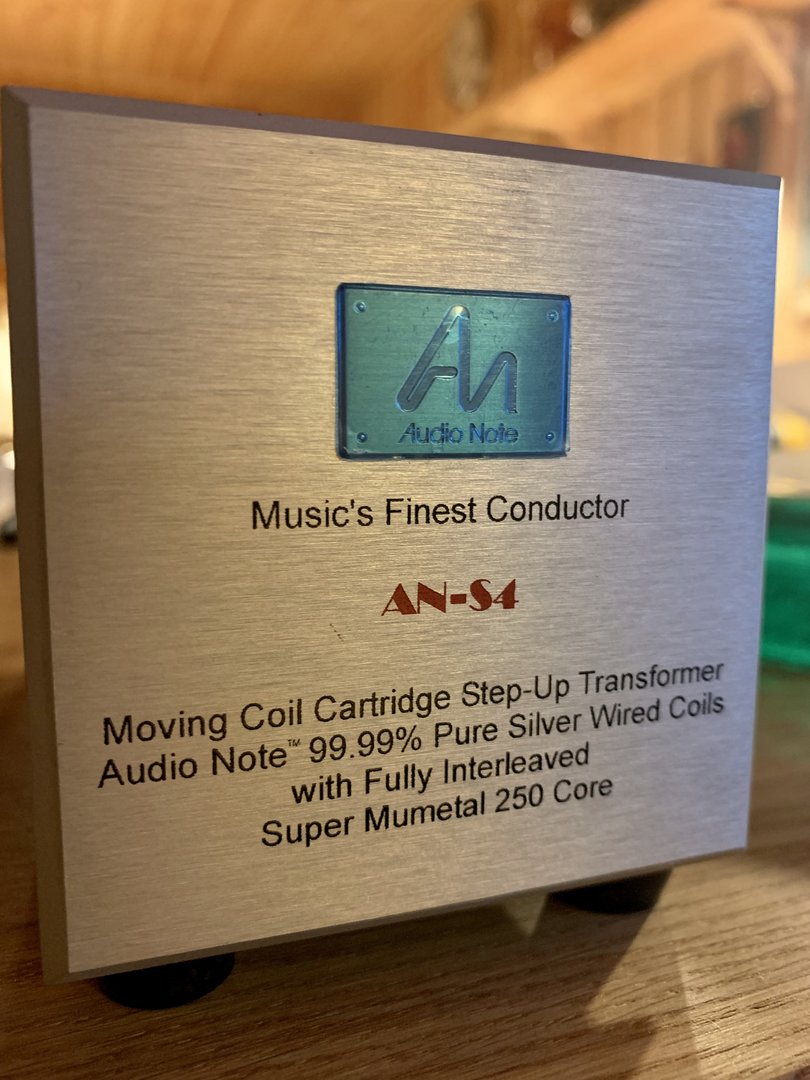 An
Audio Note
Music's Finest Conductor
AN-S4
Moving Coil Cartridge Step-Up Transformer
Audio Note™ 99.99% Pure Silver Wired Coils
with Fully Interleaved
Super Mumetal 250 Core